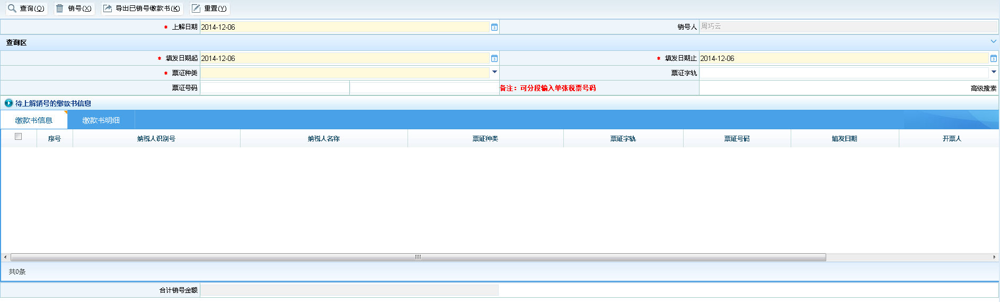 查询(Q) 销号(X) 导出已销号缴款书(K) 重置(Y)
* 上解日期 2014-12-06 销号人 周巧云
查询区
* 填发日期起 2014-12-06 * 填发日期止 2014-12-06
* 票证种类 票证字轨
票证号码 备注：可分段输入单张税票号码 高级搜索
待上解销号的缴款书信息
缴款书信息 缴款书明细
序号 纳税人识别号 纳税人名称 票证种类 票证字轨 票证号码 填发日期 开票人
共0条
合计销号金额